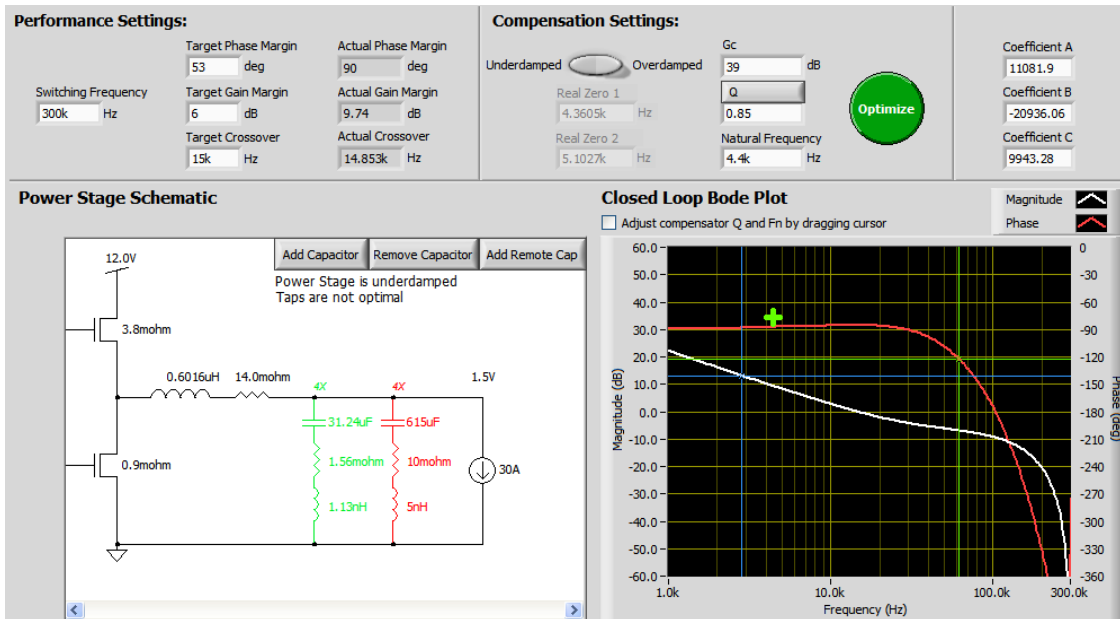 Performance Settings:
Target Phase Margin
53 deg
Actual Phase Margin
90 deg
Switching Frequency
300k Hz
Target Gain Margin
6 dB
Actual Gain Margin
9.74 dB
Target Crossover
15k Hz
Actual Crossover
14.853k Hz
Compensation Settings:
Underdamped Overdamped
Gc
39 dB
Real Zero 1
4.3605k Hz
Q
0.85
Real Zero 2
5.1027k Hz
Natural Frequency
4.4k Hz
Optimize
Coefficient A
11081.9
Coefficient B
-20936.06
Coefficient C
9943.28
Power Stage Schematic
Add Capacitor Remove Capacitor Add Remote Cap
Power Stage is underdamped
Taps are not optimal
12.0V
3.8mohm
0.6016uH 14.0mohm
4X 4X
1.5V
31.24uF 615uF
1.56mohm 10mohm
30A
0.9mohm
1.13nH 5nH
Closed Loop Bode Plot
Adjust compensator Q and Fn by dragging cursor
Magnitude
Phase
Magnitude (dB)
60.0
50.0
40.0
30.0
20.0
10.0
0.0
-10.0
-20.0
-30.0
-40.0
-50.0
-60.0
0
-30
-60
-90
-120
-150
-180
-210
-240
-270
-300
-330
-360
Phase (deg)
1.0k 10.0k 100.0k 300.0k
Frequency (Hz)